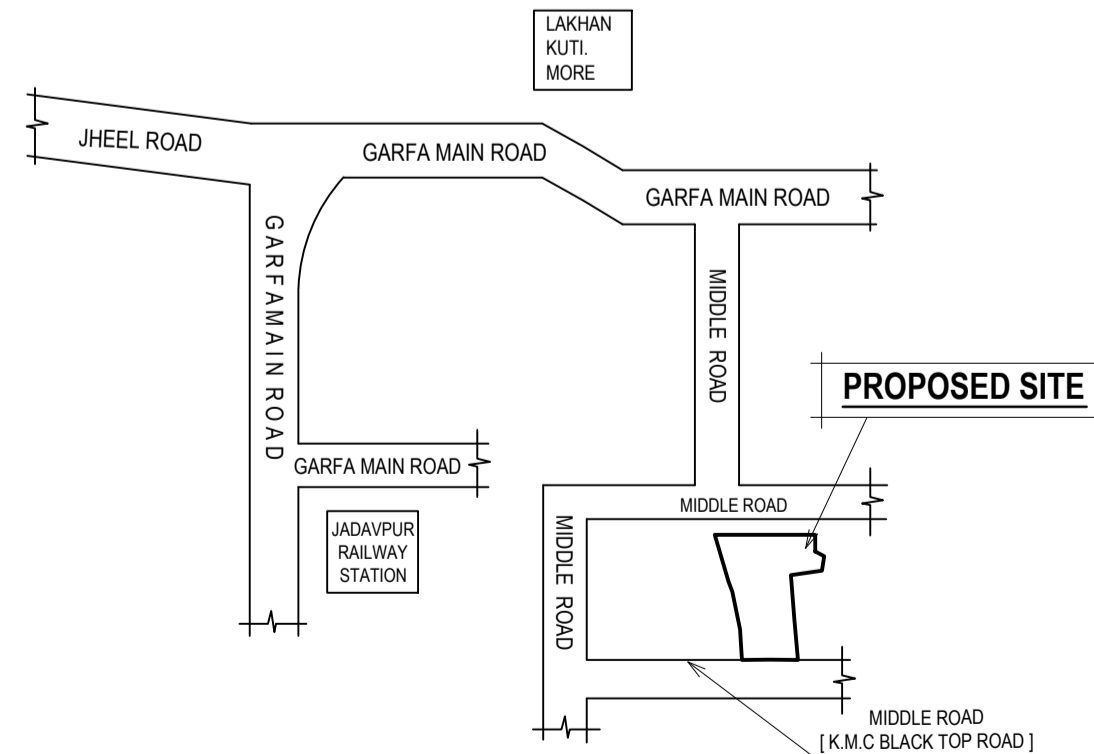 LAKHAN
KUTI.
MORE
JHEEL ROAD
GARFA MAIN ROAD
GARFA MAIN ROAD
GARFAMAIN ROAD
MIDDLE ROAD
PROPOSED SITE
GARFA MAIN ROAD
MIDDLE ROAD
JADAVPUR
RAILWAY
STATION
MIDDLE ROAD
MIDDLE ROAD
[ K.M.C BLACK TOP ROAD ]